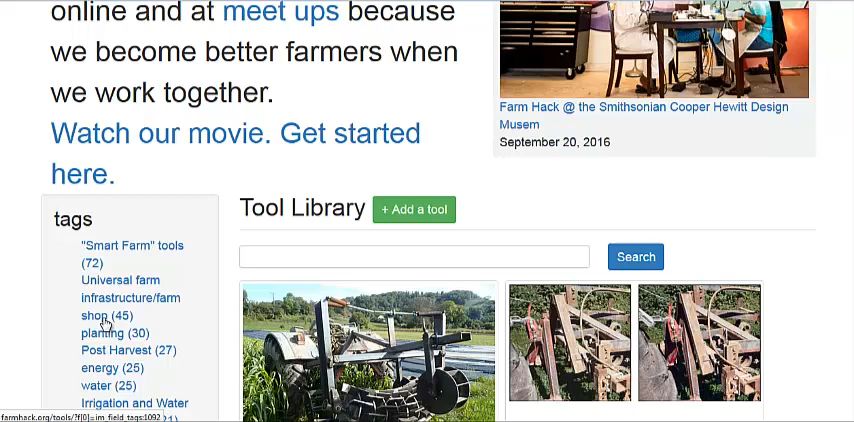 online and at meet ups because
we become better farmers when
we work together.
Watch our movie. Get started
here.
Farm Hack @ the Smithsonian Cooper Hewitt Design
Musem
September 20, 2016
tags
"Smart Farm" tools
(72)
Universal farm
infrastructure/farm
shop (45)
planting (30)
Post Harvest (27)
energy (25)
water (25)
Irrigation and Water
Tool Library
+ Add a tool
Search
farmhack.org/tools/?f[0]=im_field_tags:1092